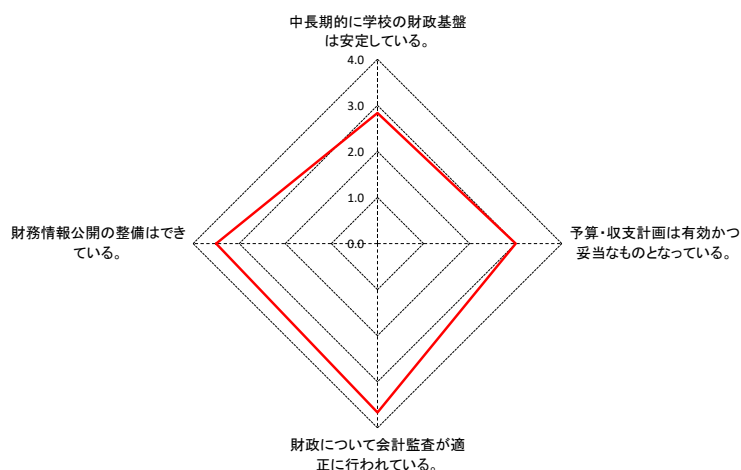 中長期的に学校の財政基盤
は安定している。
4.0
3.0
2.0
1.0
0.0
財務情報公開の整備はでき
ている。
予算・収支計画は有効かつ
妥当なものとなっている。
財政について会計監査が適
正に行われている。